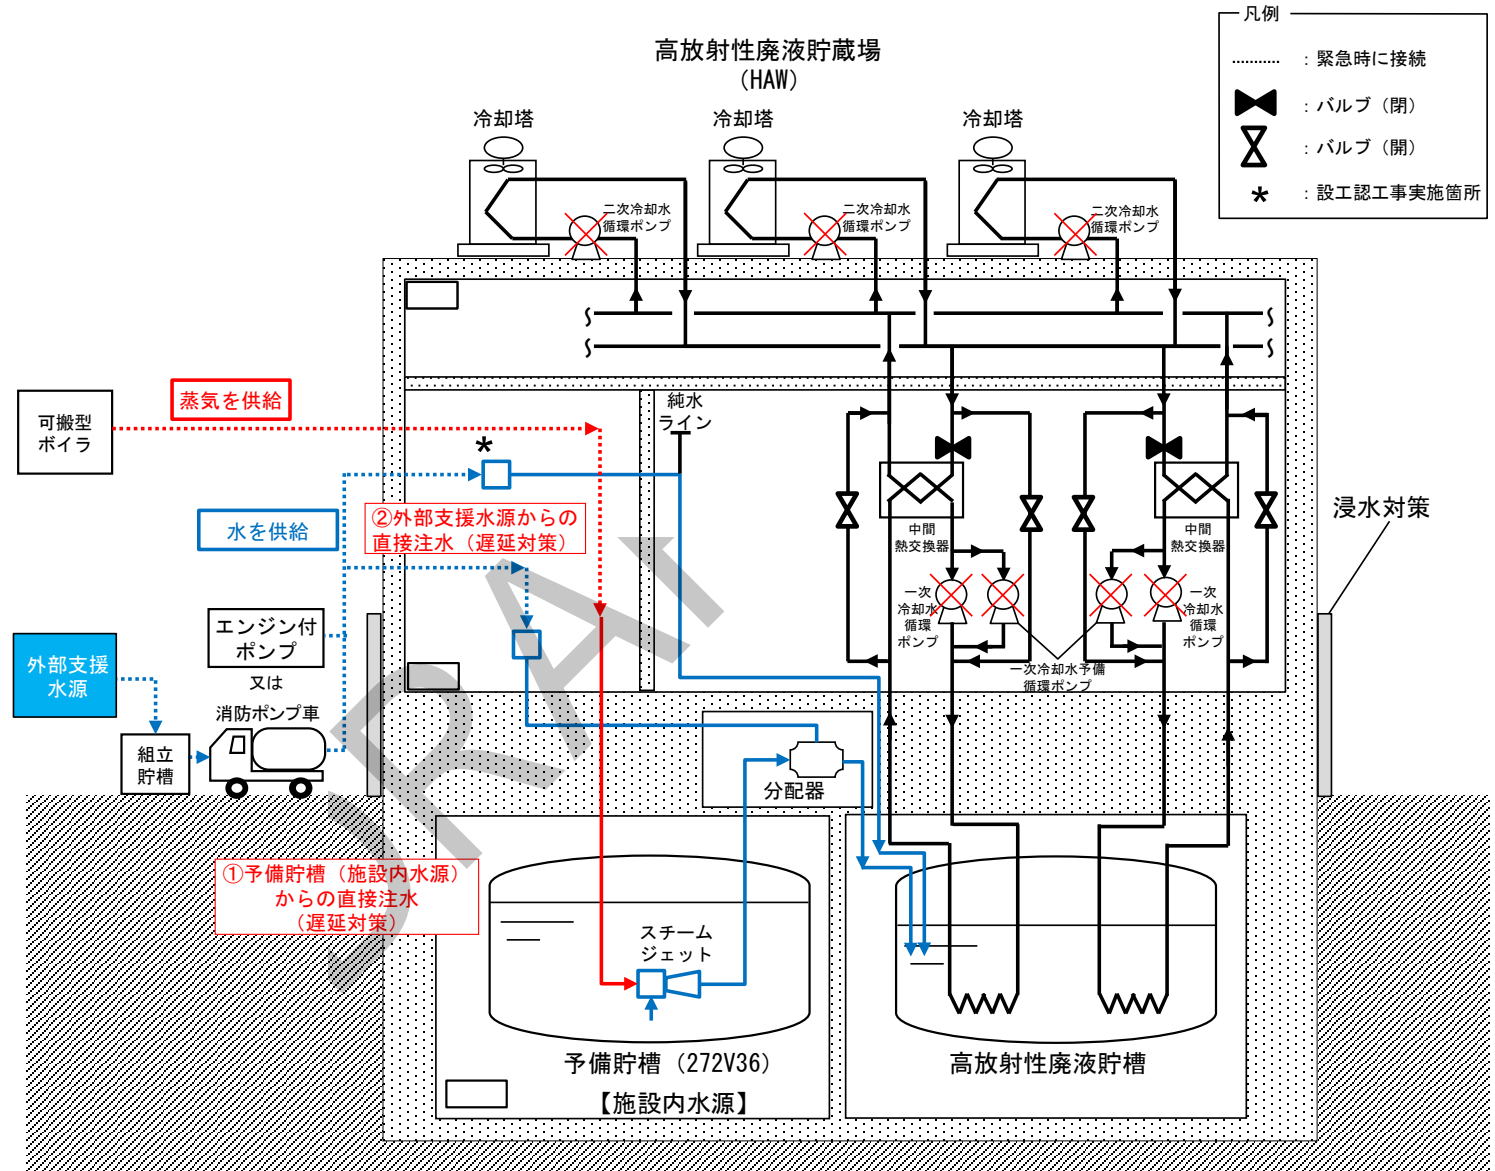 凡例
：緊急時に接続
：バルブ（閉）
：バルブ（開）
*
：設工認工事実施箇所
高放射性廃液貯蔵場
（HAW）
冷却塔
冷却塔
冷却塔
二次冷却水
循環ポンプ
二次冷却水
循環ポンプ
二次冷却水
循環ポンプ
蒸気を供給
可搬型
ボイラ
純水
ライン
*
②外部支援水源からの
直接注水（遅延対策）
水を供給
中間
熱交換器
中間
熱交換器
浸水対策
一次
冷却水
循環
ポンプ
一次
冷却水
循環
ポンプ
一次冷却水予備
循環ポンプ
エンジン付
ポンプ
又は
消防ポンプ車
外部支援
水源
組立
貯槽
分配器
①予備貯槽（施設内水源）
からの直接注水
（遅延対策）
スチーム
ジェット
予備貯槽（272V36）
【施設内水源】
高放射性廃液貯槽
DRAF